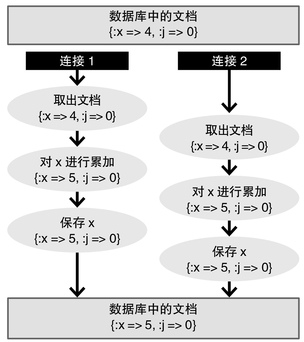 数据库中的文档
{:x => 4, :j => 0}
连接 1
取出文档
{:x => 4, :j => 0}
对 x 进行累加
{:x => 5, :j => 0}
保存 x
{:x => 5, :j => 0}
连接 2
取出文档
{:x => 4, :j => 0}
对 x 进行累加
{:x => 5, :j => 0}
保存 x
{:x => 5, :j => 0}
数据库中的文档
{:x => 5, :j => 0}